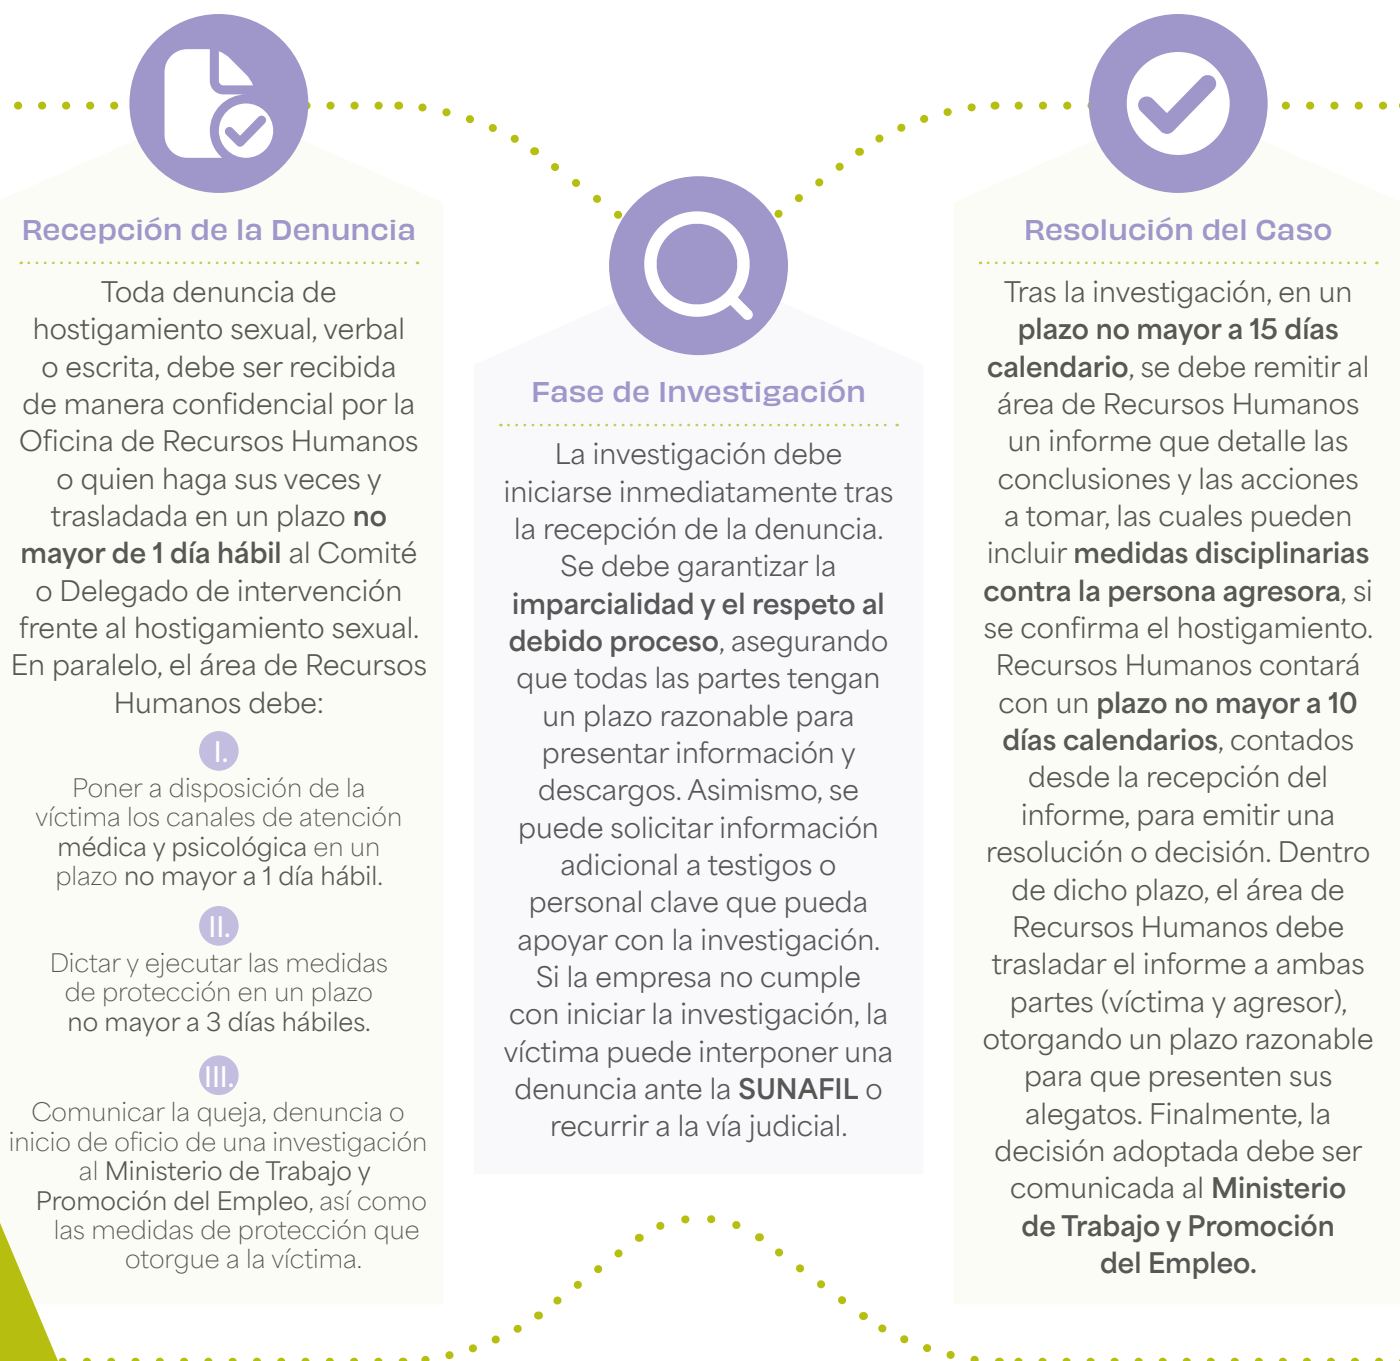 Recepción de la Denuncia
Toda denuncia de
hostigamiento sexual, verbal
o escrita, debe ser recibida
de manera confidencial por la
Oficina de Recursos Humanos
o quien haga sus veces y
trasladada en un plazo no
mayor de 1 día hábil al Comité
o Delegado de intervención
frente al hostigamiento sexual.
En paralelo, el área de Recursos
Humanos debe:
I.
Poner a disposición de la
víctima los canales de atención
médica y psicológica en un
plazo no mayor a 1 día hábil.
II.
Dictar y ejecutar las medidas
de protección en un plazo
no mayor a 3 días hábiles.
III.
Comunicar la queja, denuncia o
inicio de oficio de una investigación
al Ministerio de Trabajo y
Promoción del Empleo, así como
las medidas de protección que
otorgue a la víctima.
Fase de Investigación
La investigación debe
iniciarse inmediatamente tras
la recepción de la denuncia.
Se debe garantizar la
imparcialidad y el respeto al
debido proceso, asegurando
que todas las partes tengan
un plazo razonable para
presentar información y
descargos. Asimismo, se
puede solicitar información
adicional a testigos o
personal clave que pueda
apoyar con la investigación.
Si la empresa no cumple
con iniciar la investigación, la
víctima puede interponer una
denuncia ante la SUNAFIL o
recurrir a la vía judicial.
Resolución del Caso
Tras la investigación, en un
plazo no mayor a 15 días
calendario, se debe remitir al
área de Recursos Humanos
un informe que detalle las
conclusiones y las acciones
a tomar, las cuales pueden
incluir medidas disciplinarias
contra la persona agresora, si
se confirma el hostigamiento.
Recursos Humanos contará
con un plazo no mayor a 10
días calendarios, contados
desde la recepción del
informe, para emitir una
resolución o decisión. Dentro
de dicho plazo, el área de
Recursos Humanos debe
trasladar el informe a ambas
partes (víctima y agresor),
otorgando un plazo razonable
para que presenten sus
alegatos. Finalmente, la
decisión adoptada debe ser
comunicada al Ministerio
de Trabajo y Promoción
del Empleo.